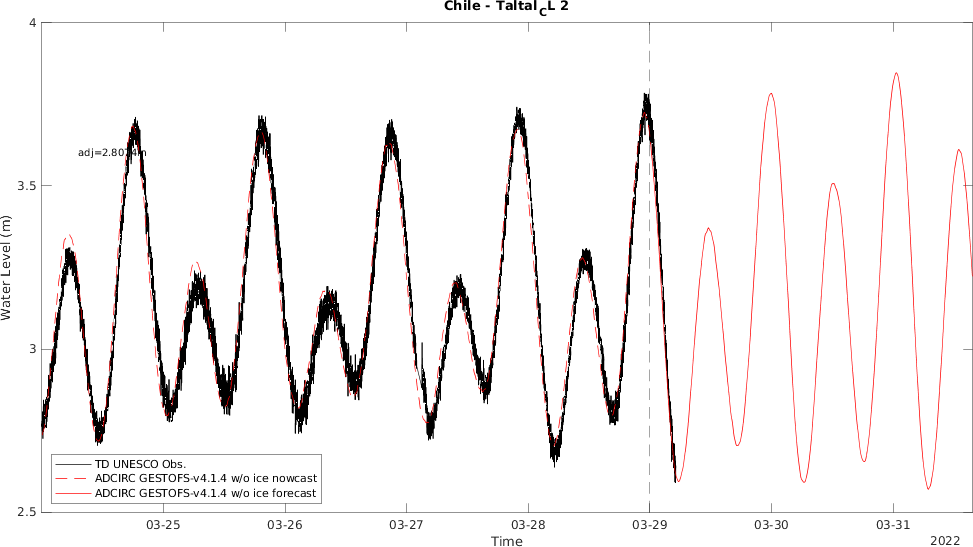 Chile - Taltal_CL 2
4
adj=2.8074m
3.5
Water Level (m)
3
TD UNESCO Obs.
ADCIRC GESTOFS-v4.1.4 w/o ice nowcast
ADCIRC GESTOFS-v4.1.4 w/o ice forecast
2.5
03-25
03-26
03-27
03-28
03-29
03-30
03-31
Time
2022